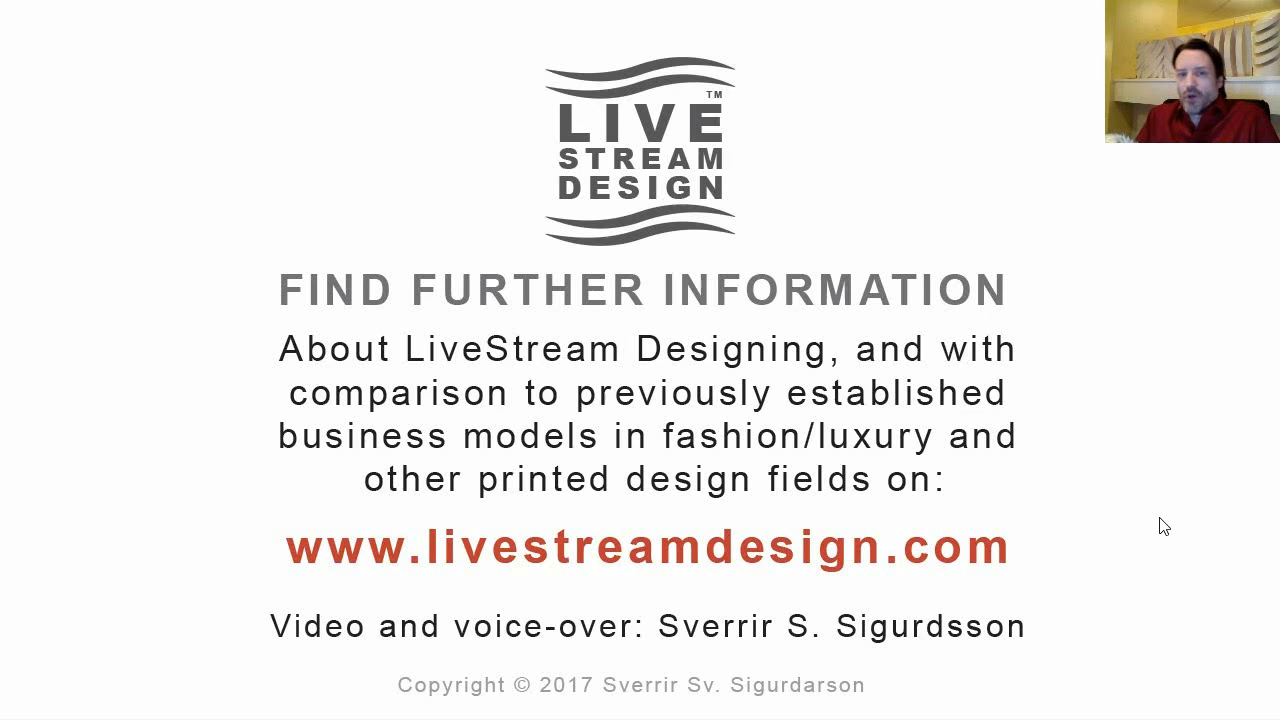 TM
LIVE
STREAM
DESIGN
FIND FURTHER INFORMATION
About LiveStream Designing, and with
comparison to previously established
business models in fashion/luxury and
other printed design fields on:
www.livestreamdesign.com
Video and voice-over: Sverrir S. Sigurdsson
Copyright © 2017 Sverrir Sv. Sigurdarson